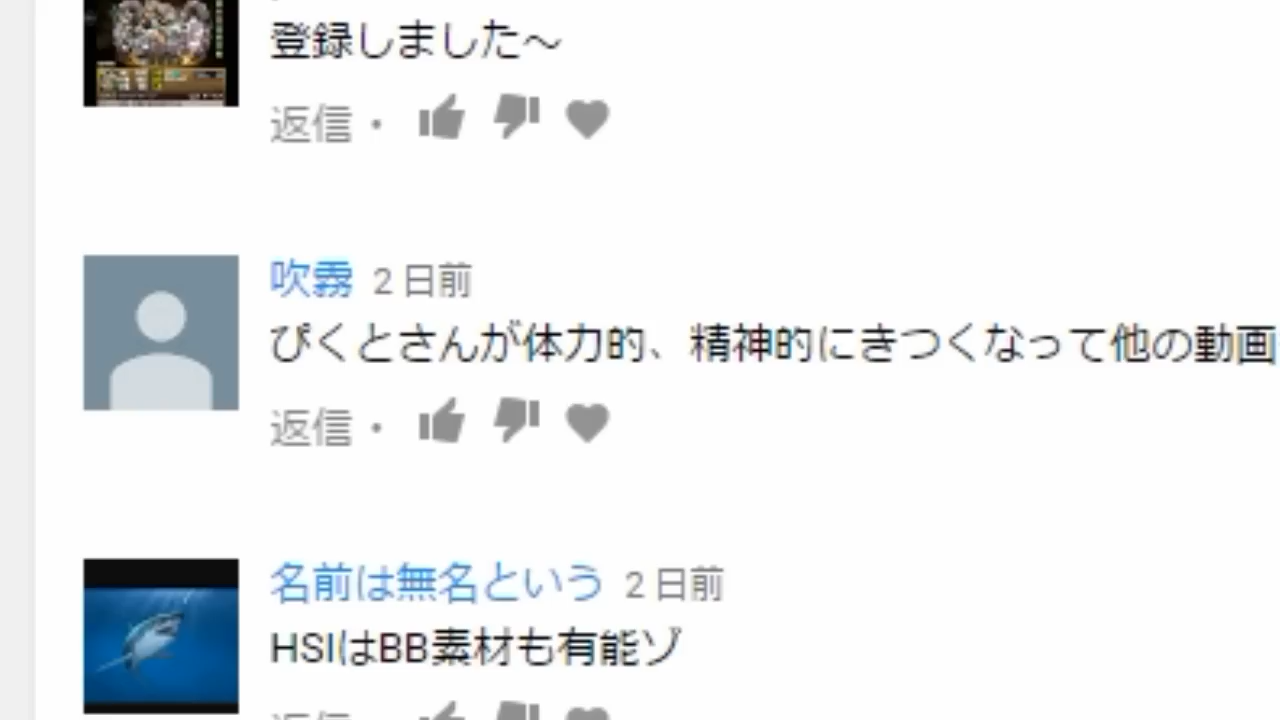 登録しました～
返信・
吹霧 2 日前
ぴくとさんが体力的、精神的にきつくなって他の動画
返信・
名前は無名という 2 日前
HSIはBB素材も有能ゾ
返信・